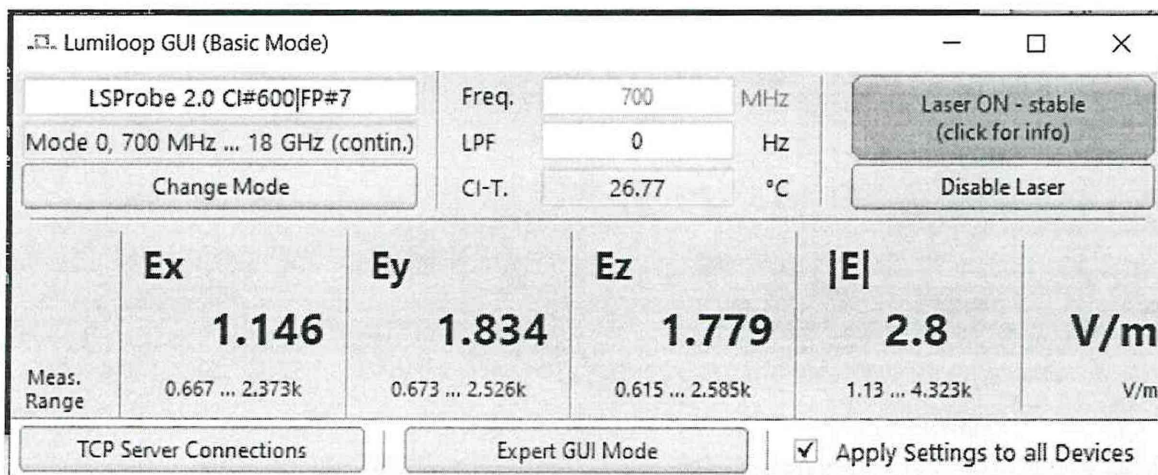 Lumiloop GUI (Basic Mode)
LSProbe 2.0 CI#600|FP#7
Mode 0, 700 MHz ... 18 GHz (contin.)
Change Mode
Freq. 700 MHz
LPF 0 Hz
CI-T. 26.77 °C
Laser ON - stable
(click for info)
Disable Laser
Ex Ey Ez |E|
1.146 1.834 1.779 2.8 V/m
Meas.
Range
0.667 ... 2.373k 0.673 ... 2.526k 0.615 ... 2.585k 1.13 ... 4.323k V/m
TCP Server Connections Expert GUI Mode Apply Settings to all Devices